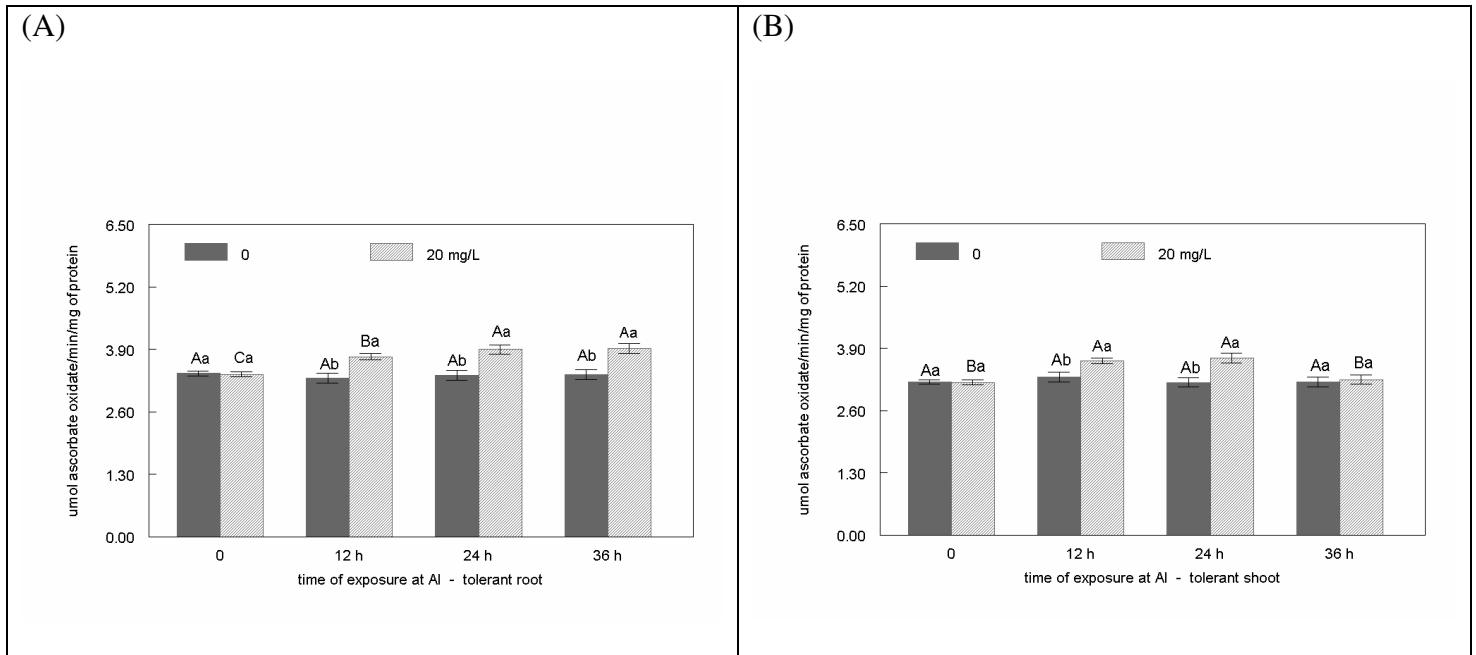 (A)
6.50
5.20
3.90
2.60
1.30
0.00
umol ascorbate oxidate/min/mg of protein
0
20 mg/L
Aa
Ca
Ab
Ba
Ab
Aa
Ab
Aa
0
12 h
24 h
36 h
time of exposure at Al - tolerant root
(B)
6.50
5.20
3.90
2.60
1.30
0.00
umol ascorbate oxidate/min/mg of protein
0
20 mg/L
Aa
Ba
Ab
Aa
Ab
Aa
Aa
Ba
0
12 h
24 h
36 h
time of exposure at Al - tolerant shoot